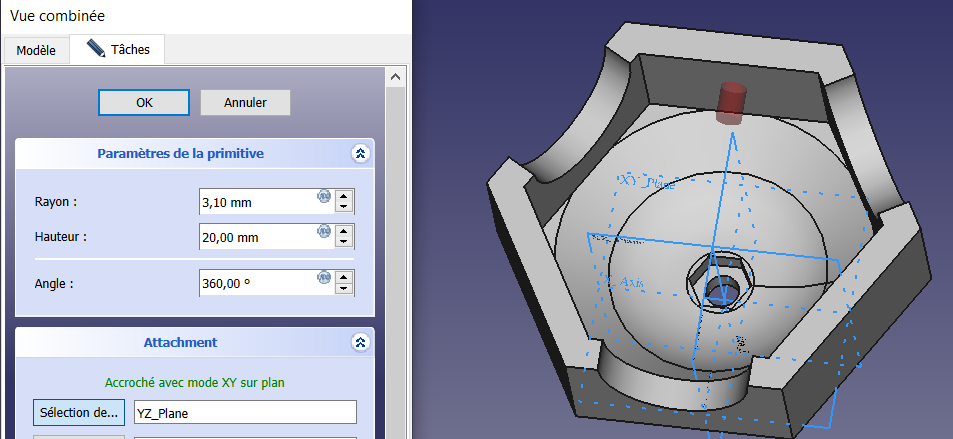 Vue combinée
Modèle
Tâches
OK
Annuler
Paramètres de la primitive
Rayon :
3,10 mm
Hauteur :
20,00 mm
Angle :
360,00 º
Attachment
Accroché avec mode XY sur plan
Sélection de...
YZ_Plane
XY_Plane